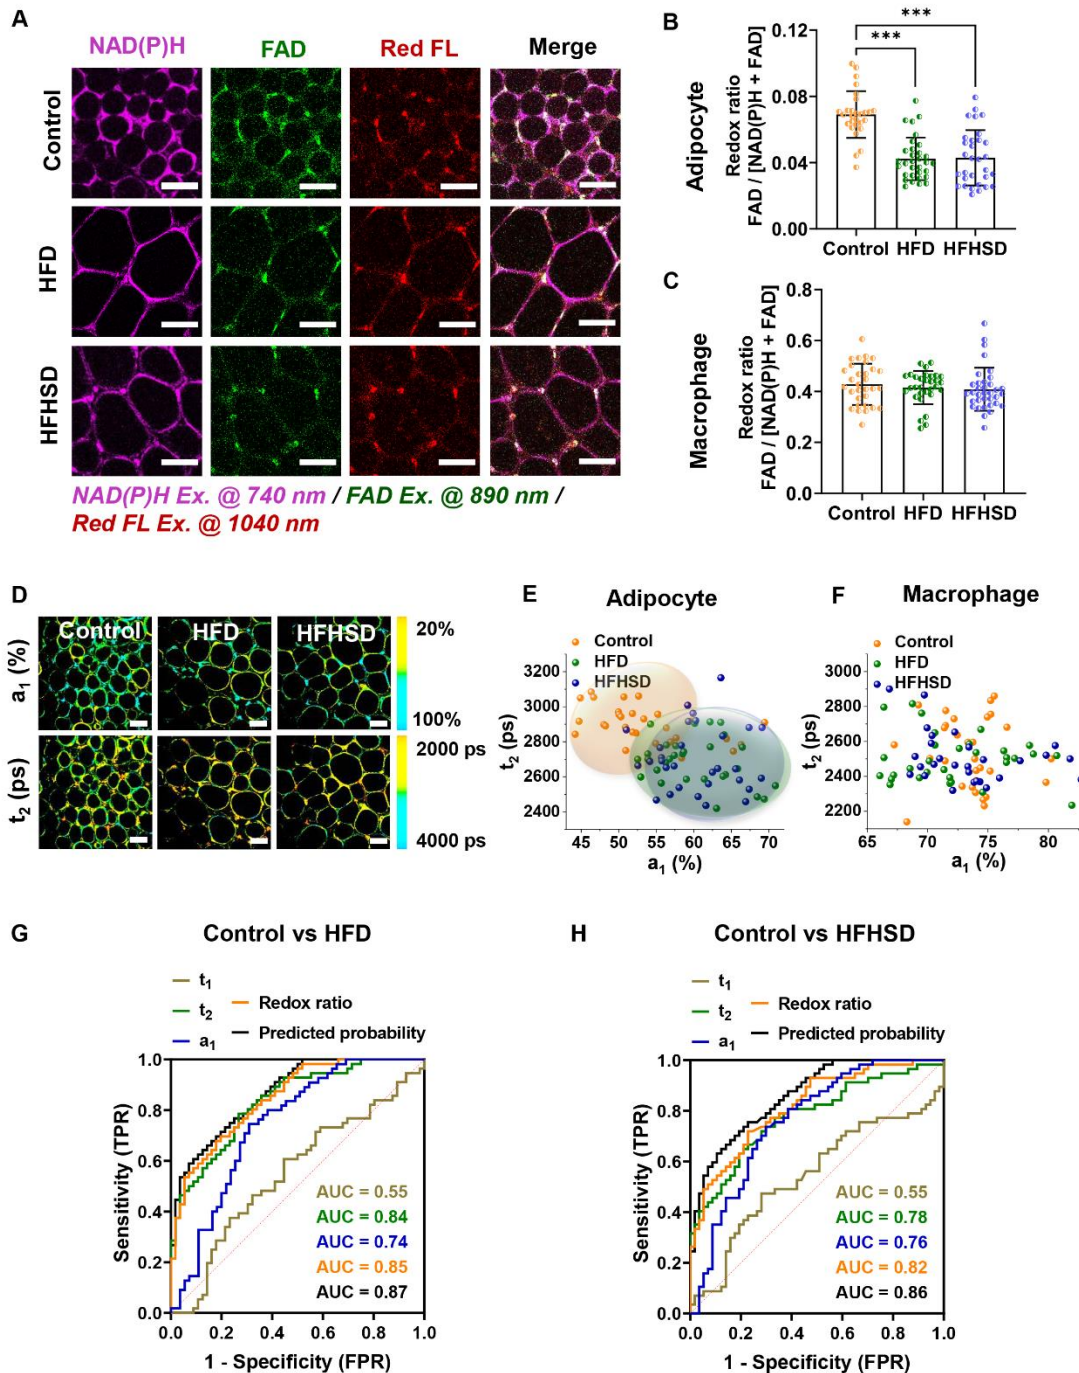 A
NAD(P)H FAD Red FL Merge
Control
HFD
HFHSD
NAD(P)H Ex. @ 740 nm / FAD Ex. @ 890 nm /
Red FL Ex. @ 1040 nm
B
Adipocyte
Redox ratio
FAD / [NAD(P)H + FAD]
***
***
0.12
0.08
0.04
0.00
Control HFD HFHSD
C
Macrophage
Redox ratio
FAD / [NAD(P)H + FAD]
0.8
0.6
0.4
0.2
0.0
Control HFD HFHSD
D
Control HFD HFHSD
a1 (%)
t2 (ps)
20%
100%
2000 ps
4000 ps
E Adipocyte
Control
HFD
HFHSD
t2 (ps)
3200
3000
2800
2600
2400
45 50 55 60 65 70
a1 (%)
F Macrophage
Control
HFD
HFHSD
t2 (ps)
3000
2900
2800
2700
2600
2500
2400
2300
2200
2100
65 70 75 80
a1 (%)
G Control vs HFD
t1
t2
a1
Redox ratio
Predicted probability
Sensitivity (TPR)
1.0
0.8
0.6
0.4
0.2
0.0
AUC = 0.55
AUC = 0.84
AUC = 0.74
AUC = 0.85
AUC = 0.87
0.0 0.2 0.4 0.6 0.8 1.0
1 - Specificity (FPR)
H Control vs HFHSD
t1
t2
a1
Redox ratio
Predicted probability
Sensitivity (TPR)
1.0
0.8
0.6
0.4
0.2
0.0
AUC = 0.55
AUC = 0.78
AUC = 0.76
AUC = 0.82
AUC = 0.86
0.0 0.2 0.4 0.6 0.8 1.0
1 - Specificity (FPR)